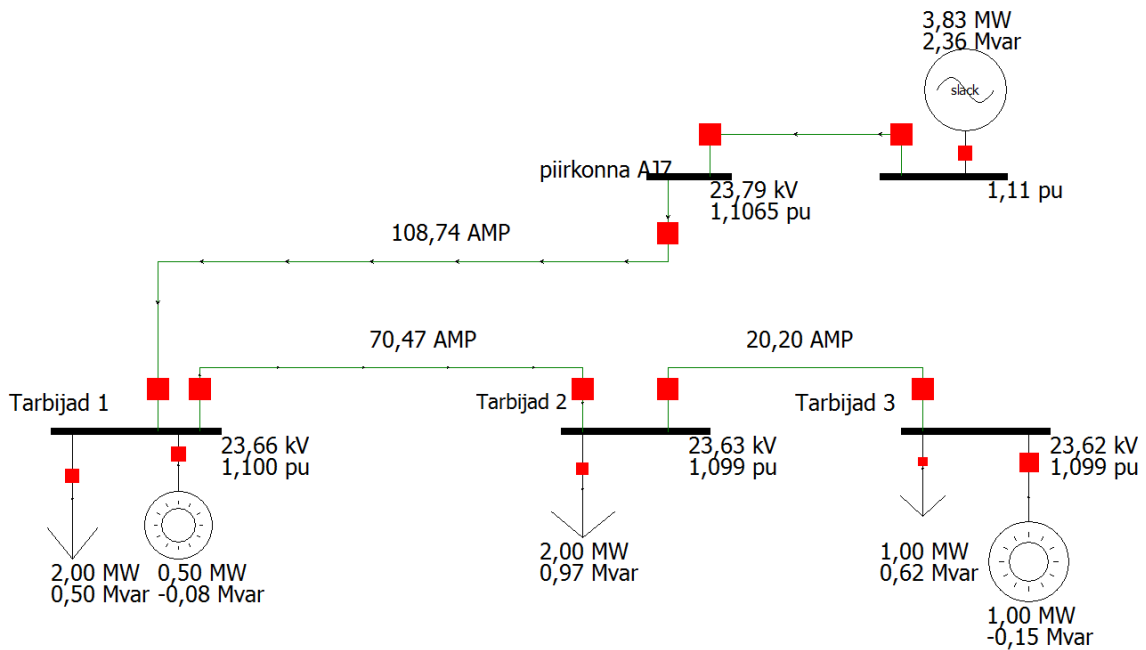 3,83 MW
2,36 Mvar
slack
piirkonna AJ7
23,79 kV
1,1065 pu
1,11 pu
108,74 AMP
70,47 AMP
20,20 AMP
Tarbijad 1
Tarbijad 2
Tarbijad 3
23,66 kV
1,100 pu
23,63 kV
1,099 pu
23,62 kV
1,099 pu
2,00 MW
0,50 Mvar
0,50 MW
-0,08 Mvar
2,00 MW
0,97 Mvar
1,00 MW
0,62 Mvar
1,00 MW
-0,15 Mvar